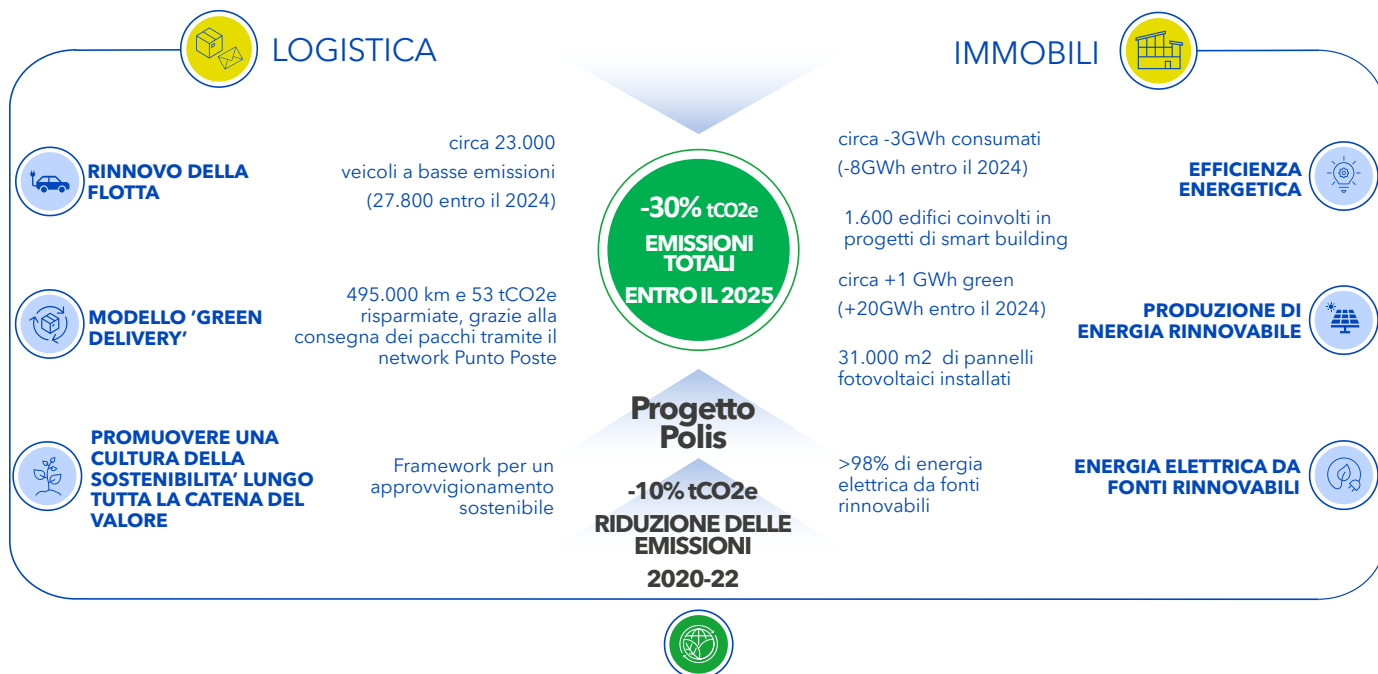 LOGISTICA
RINNOVO DELLA
FLOTTA
circa 23.000
veicoli a basse emissioni
(27.800 entro il 2024)
MODELLO ‘GREEN
DELIVERY’
495.000 km e 53 tCO2e
risparmiate, grazie alla
consegna dei pacchi tramite il
network Punto Poste
PROMUOVERE UNA
CULTURA DELLA
SOSTENIBILITA’ LUNGO
TUTTA LA CATENA DEL
VALORE
Framework per un
approvvigionamento
sostenibile
-30% tCO2e
EMISSIONI
TOTALI
ENTRO IL 2025
Progetto
Polis
-10% tCO2e
RIDUZIONE DELLE
EMISSIONI
2020-22
IMMOBILI
circa -3GWh consumati
(-8GWh entro il 2024)
1.600 edifici coinvolti in
progetti di smart building
EFFICIENZA
ENERGETICA
circa +1 GWh green
(+20GWh entro il 2024)
31.000 m2 di pannelli
fotovoltaici installati
PRODUZIONE DI
ENERGIA RINNOVABILE
>98% di energia
elettrica da fonti
rinnovabili
ENERGIA ELETTRICA DA
FONTI RINNOVABILI